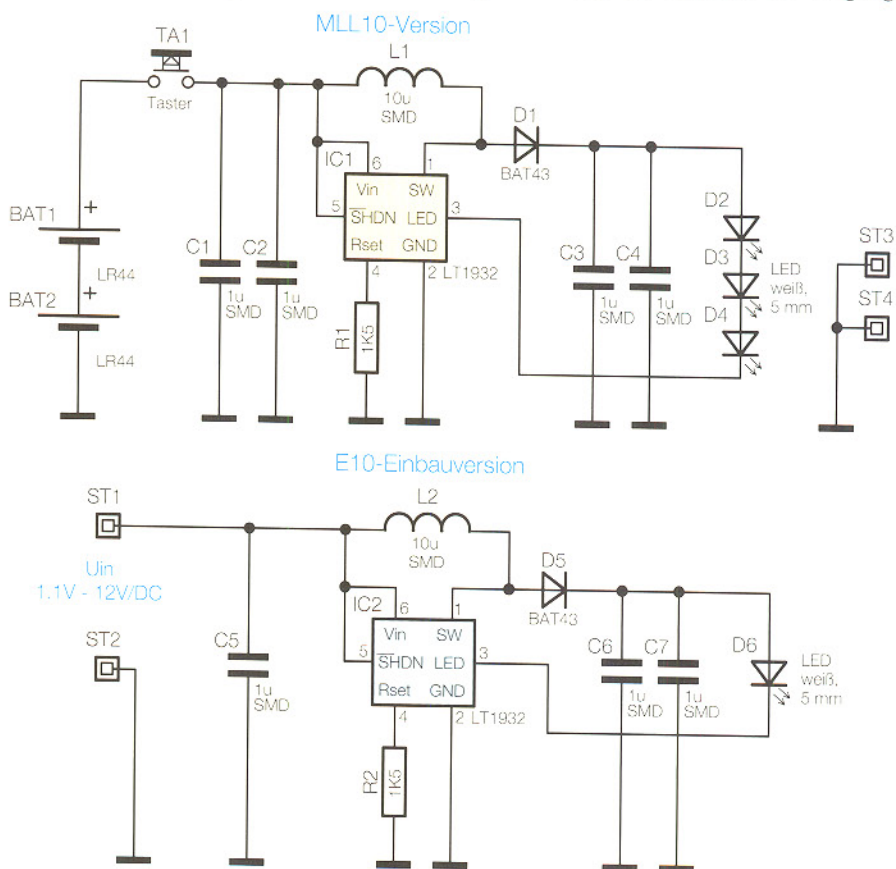 MLL10-Version
TA1
Taster
L1
10u
SMD
D1
BAT43
IC1
6
1
Vin
SW
5
SHDN
LED
3
Rset
GND
4
2
LT1932
BAT1
+
LR44
BAT2
+
LR44
C1
1u
SMD
C2
1u
SMD
R1
1K5
C3
1u
SMD
C4
1u
SMD
D2
D3
D4
LED
weiß,
5 mm
ST3
ST4
E10-Einbauversion
ST1
Uin
1.1V - 12V/DC
ST2
L2
10u
SMD
D5
BAT43
IC2
6
1
Vin
SW
5
SHDN
LED
3
Rset
GND
4
2
LT1932
C5
1u
SMD
R2
1K5
C6
1u
SMD
C7
1u
SMD
D6
LED
weiß,
5 mm